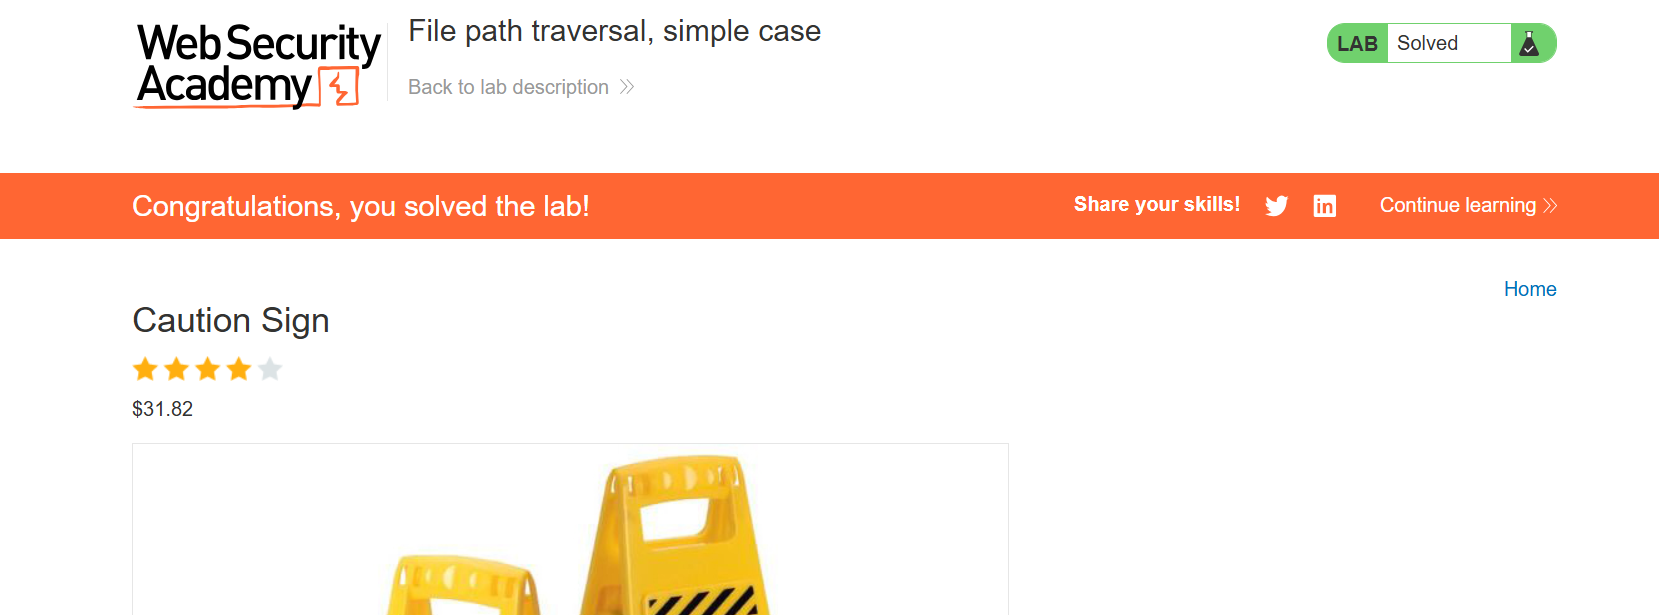 Web Security
Academy
File path traversal, simple case
Back to lab description
LAB Solved
Congratulations, you solved the lab!
Share your skills!
in
Continue learning
Home
Caution Sign
$31.82